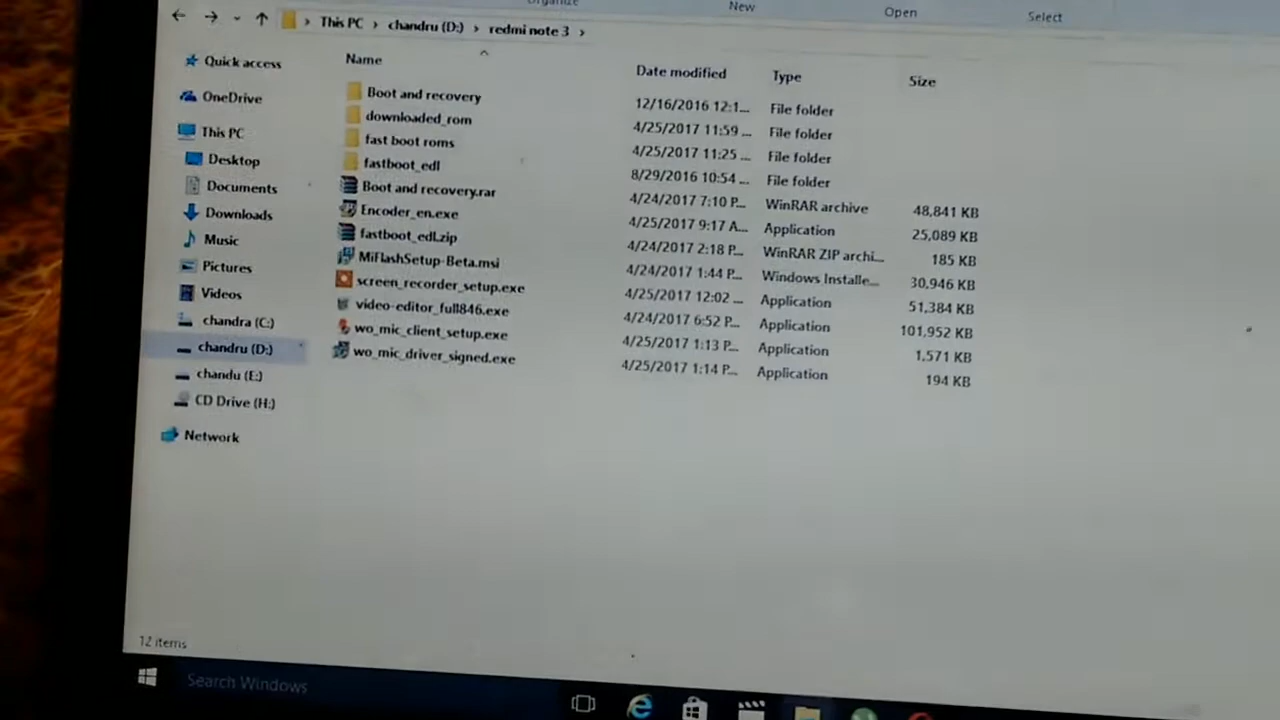 Organize New Open Select
This PC > chandru (D:) > redmi note 3 >
Name Date modified Type Size
Quick access
OneDrive
This PC
Desktop
Documents
Downloads
Music
Pictures
Videos
chandra (C:)
chandru (D:)
chandu (E:)
CD Drive (H:)
Network
Boot and recovery 12/16/2016 12:1... File folder
downloaded_rom 4/25/2017 11:59 ... File folder
fast boot roms 4/25/2017 11:25 ... File folder
fastboot_edl 8/29/2016 10:54 ... File folder
Boot and recovery.rar 4/24/2017 7:10 P... WinRAR archive 48,841 KB
Encoder_en.exe 4/25/2017 9:17 A... Application 25,089 KB
fastboot_edl.zip 4/24/2017 2:18 P... WinRAR ZIP archi... 185 KB
MiFlashSetup-Beta.msi 4/24/2017 1:44 P... Windows Installe... 30,946 KB
screen_recorder_setup.exe 4/25/2017 12:02 ... Application 51,384 KB
video-editor_full846.exe 4/24/2017 6:52 P... Application 101,952 KB
wo_mic_client_setup.exe 4/25/2017 1:13 P... Application 1,571 KB
wo_mic_driver_signed.exe 4/25/2017 1:14 P... Application 194 KB
12 items
Search Windows